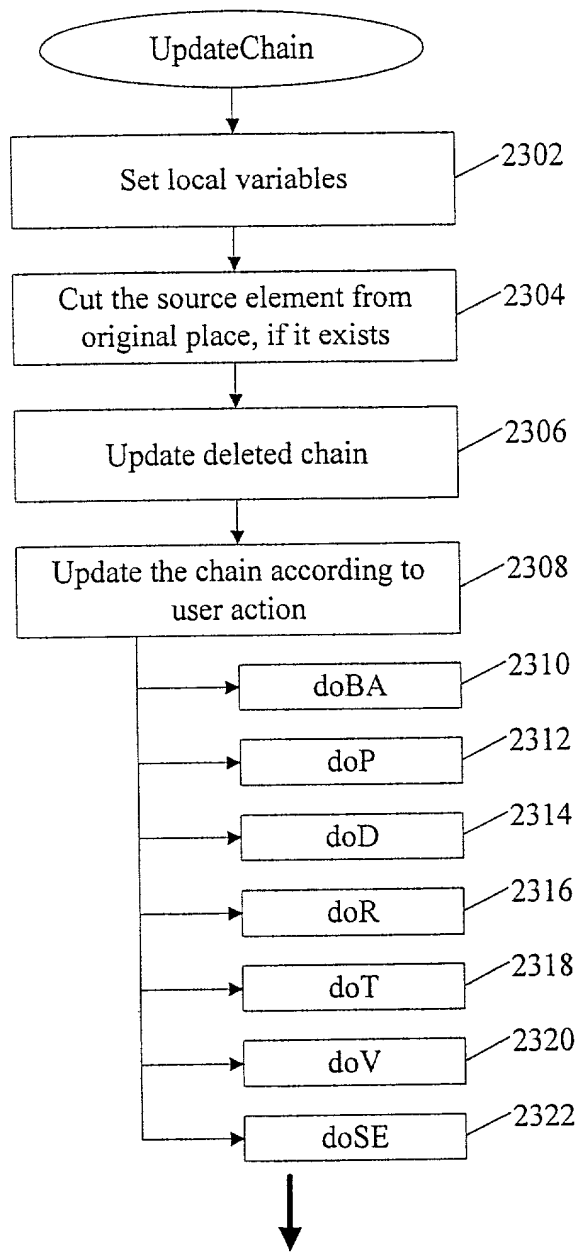 UpdateChain
Set local variables
2302
Cut the source element from
original place, if it exists
2304
Update deleted chain
2306
Update the chain according to
user action
2308
doBA
2310
doP
2312
doD
2314
doR
2316
doT
2318
doV
2320
doSE
2322